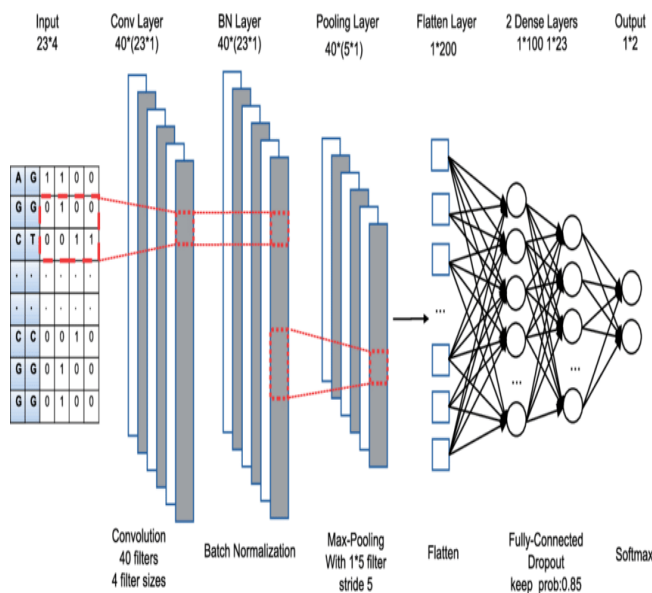 Input
23*4
Conv Layer
40*(23*1)
BN Layer
40*(23*1)
Pooling Layer
40*(5*1)
Flatten Layer
1*200
2 Dense Layers
1*100 1*23
Output
1*2
A G 1 1 0 0
G G 0 1 0 0
C T 0 0 1 1
. . . . . .
. . . . . .
C C 0 0 1 0
G G 0 1 0 0
G G 0 1 0 0
...
...
...
Convolution
40 filters
4 filter sizes
Batch Normalization
Max-Pooling
With 1*5 filter
stride 5
Flatten
Fully-Connected
Dropout
keep prob:0.85
Softmax